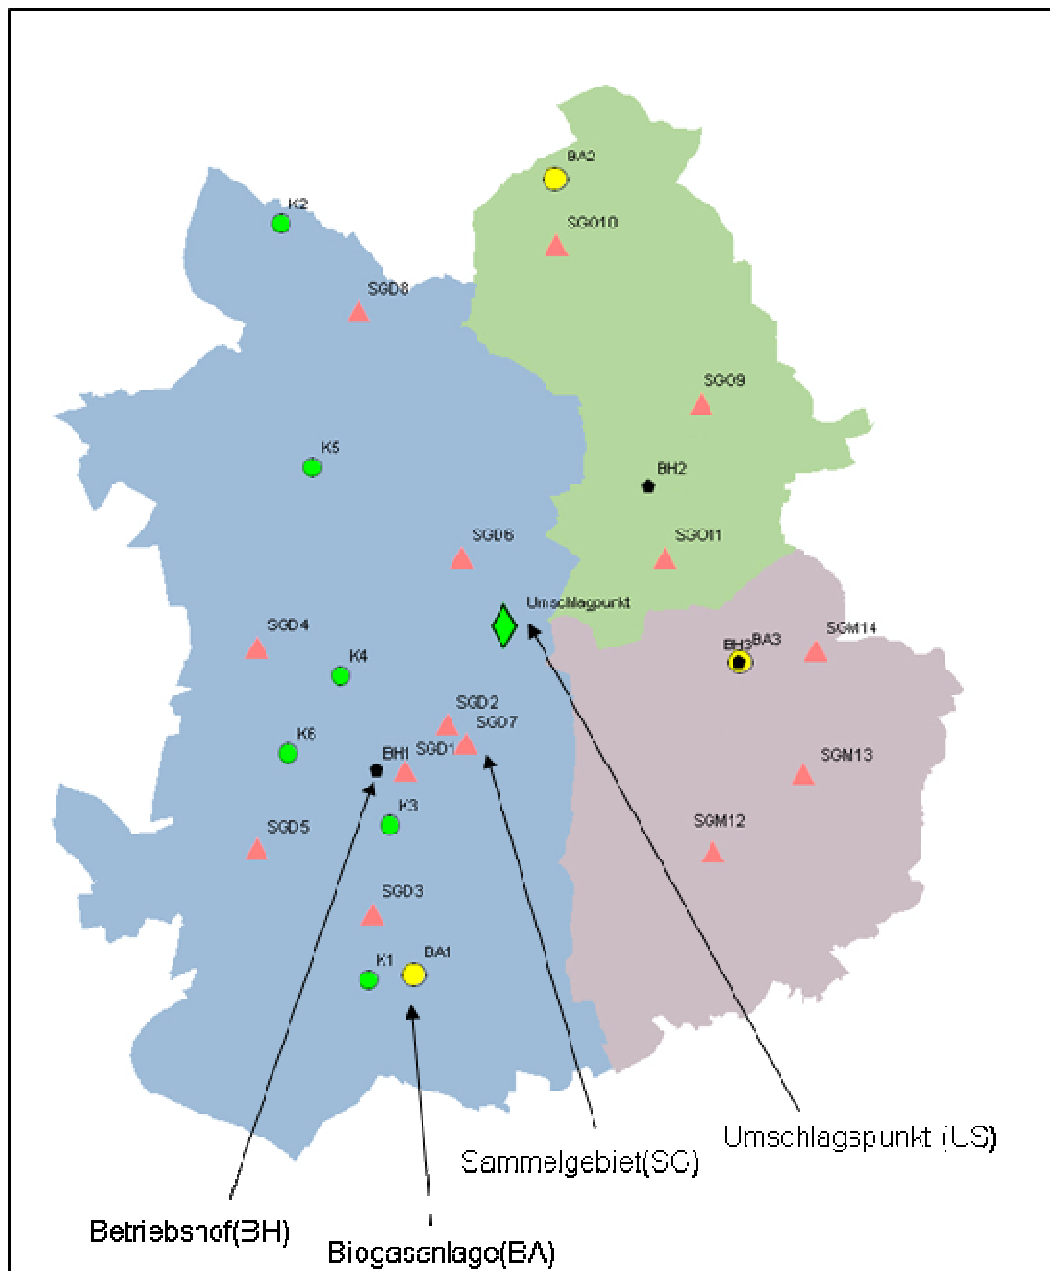 BA2
K2
SGO10
SGD8
SGO9
K5
BH2
SGD6
SGO11
Umschlagpunkt
SGD4
SGM14
BH3
BA3
K4
SGD2
SGD7
K6
BH1
SGD1
SGM13
K3
SGM12
SGD5
SGD3
K1
BA1
Umschlagspunkt (US)
Sammelgebiet(SG)
Betriebshof(BH)
Biogasanlage(BA)